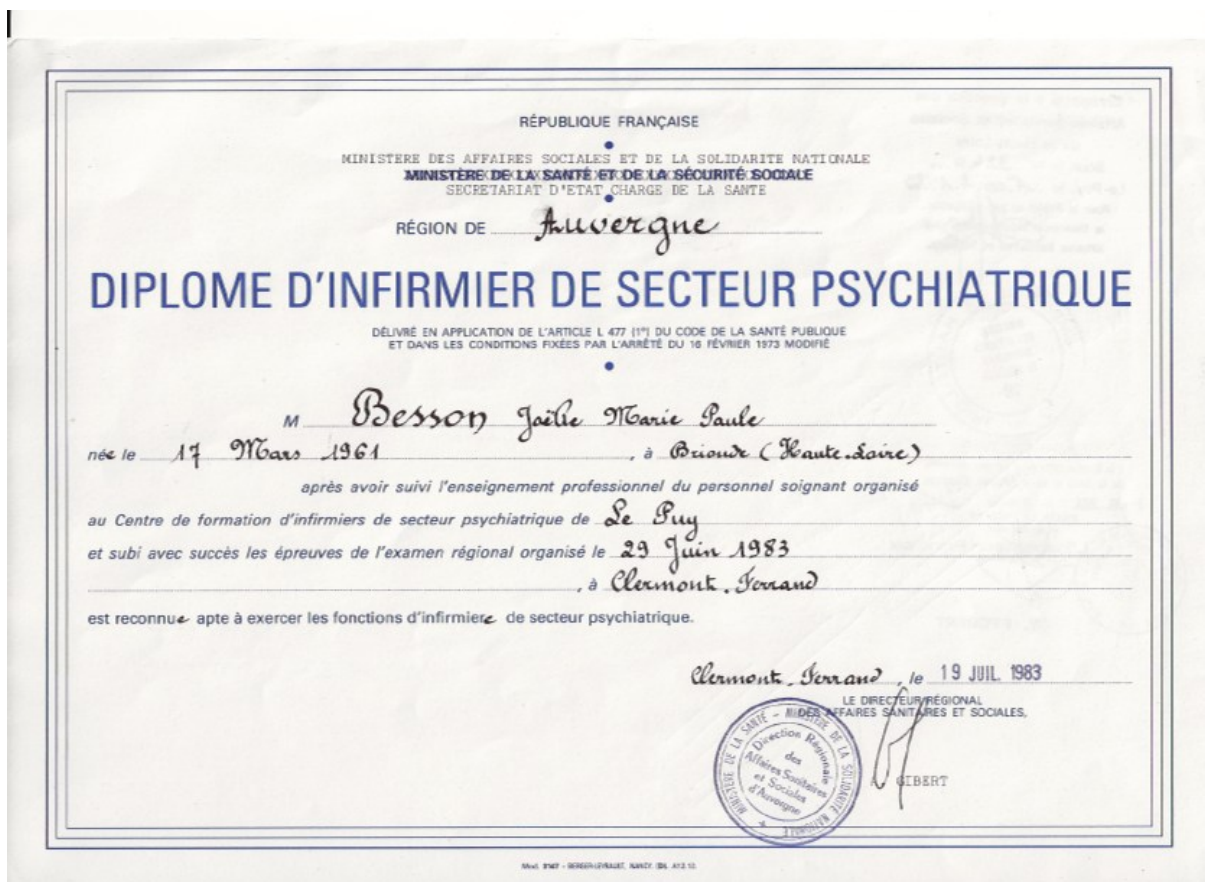 RÉPUBLIQUE FRANÇAISE
MINISTERE DES AFFAIRES SOCIALES ET DE LA SOLIDARITE NATIONALE
MINISTÈRE DE LA SANTÉ ET DE LA SÉCURITÉ SOCIALE
SECRETARIAT D'ETAT CHARGE DE LA SANTE
RÉGION DE Auvergne
DIPLOME D'INFIRMIER DE SECTEUR PSYCHIATRIQUE
DÉLIVRÉ EN APPLICATION DE L'ARTICLE L 477 (1°) DU CODE DE LA SANTÉ PUBLIQUE
ET DANS LES CONDITIONS FIXÉES PAR L'ARRÊTÉ DU 16 FÉVRIER 1973 MODIFIÉ
M Besson Joëlle Marie Paule
née le 17 Mars 1961, à Brioude (Haute-Loire)
après avoir suivi l'enseignement professionnel du personnel soignant organisé
au Centre de formation d'infirmiers de secteur psychiatrique de Le Puy
et subi avec succès les épreuves de l'examen régional organisé le 29 Juin 1983
, à Clermont-Ferrand
est reconnue apte à exercer les fonctions d'infirmière de secteur psychiatrique.
Clermont-Ferrand, le 19 JUIL. 1983
LE DIRECTEUR RÉGIONAL
DES AFFAIRES SANITAIRES ET SOCIALES,
MINISTÈRE DE LA SANTÉ - MINISTÈRE DE LA SOLIDARITÉ NATIONALE
Direction Régionale
des
Affaires Sanitaires
et Sociales
d'Auvergne
GIBERT
BERGER-LEVRAULT, NANCY